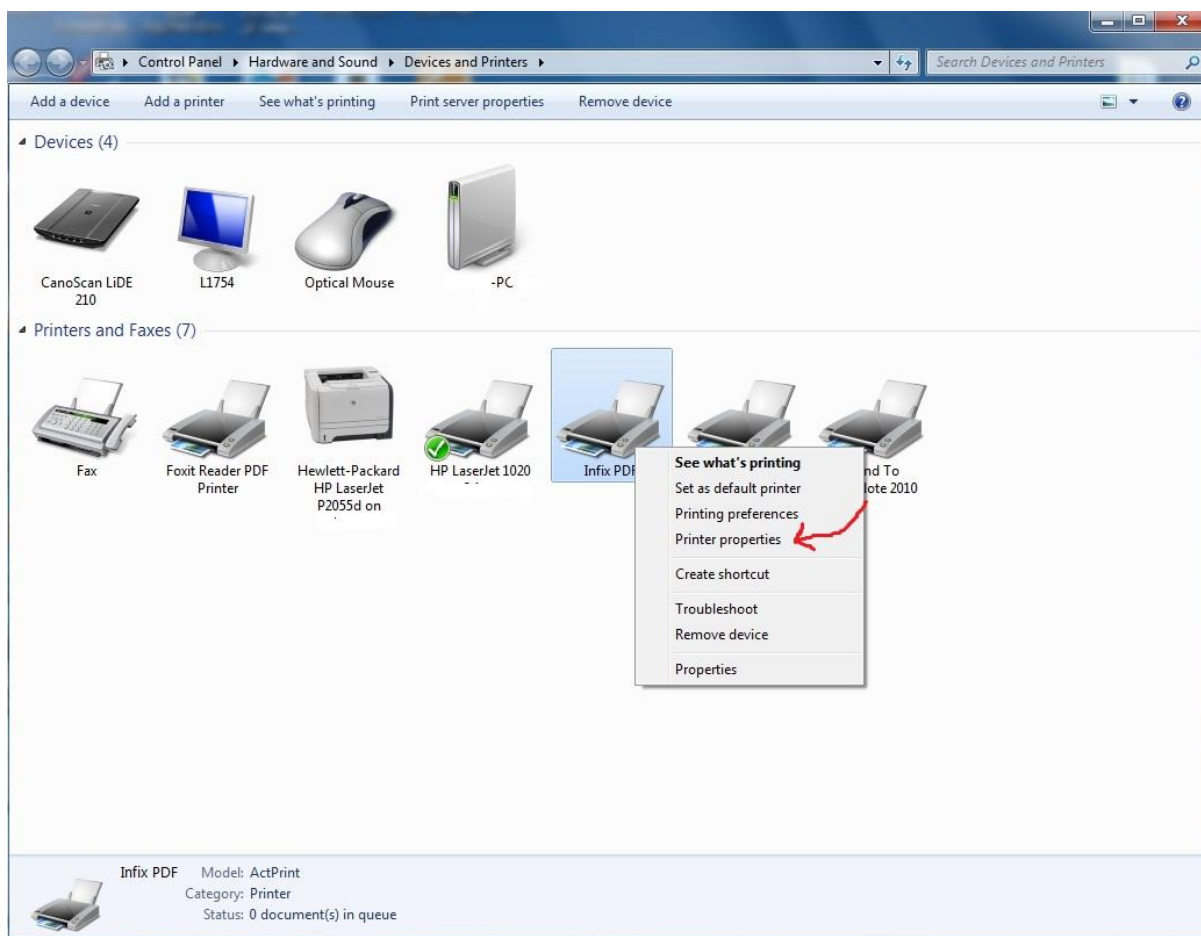 Control Panel ▸ Hardware and Sound ▸ Devices and Printers ▸
Search Devices and Printers
Add a device Add a printer See what's printing Print server properties Remove device
Devices (4)
CanoScan LiDE
210
L1754
Optical Mouse
-PC
Printers and Faxes (7)
Fax
Foxit Reader PDF
Printer
Hewlett-Packard
HP LaserJet
P2055d on
HP LaserJet 1020
Infix PDF
nd To
lote 2010
See what's printing
Set as default printer
Printing preferences
Printer properties
Create shortcut
Troubleshoot
Remove device
Properties
Infix PDF Model: ActPrint
Category: Printer
Status: 0 document(s) in queue